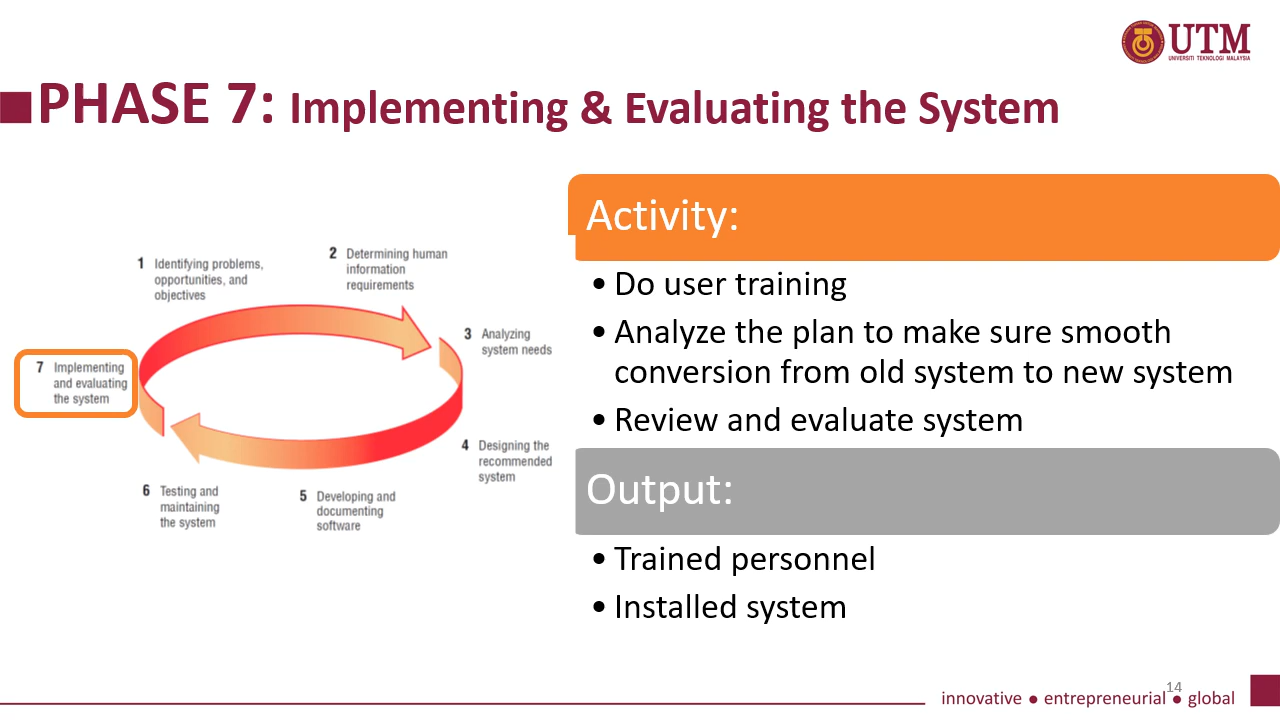 UTM
UNIVERSITI TEKNOLOGI MALAYSIA
PHASE 7: Implementing & Evaluating the System
1 Identifying problems,
opportunities, and
objectives
2 Determining human
information
requirements
3 Analyzing
system needs
4 Designing the
recommended
system
5 Developing and
documenting
software
6 Testing and
maintaining
the system
7 Implementing
and evaluating
the system
Activity:
• Do user training
• Analyze the plan to make sure smooth
conversion from old system to new system
• Review and evaluate system
Output:
• Trained personnel
• Installed system
14
innovative ● entrepreneurial ● global